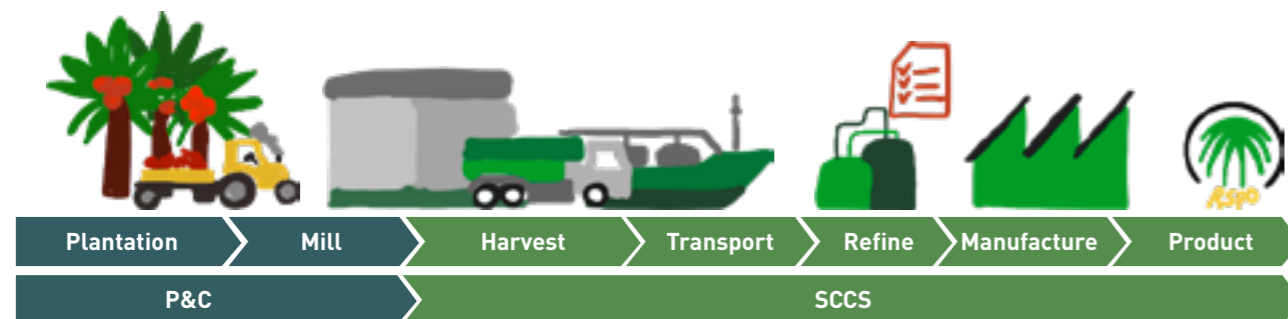 RSPO
Plantation Mill Harvest Transport Refine Manufacture Product
P&C SCCS